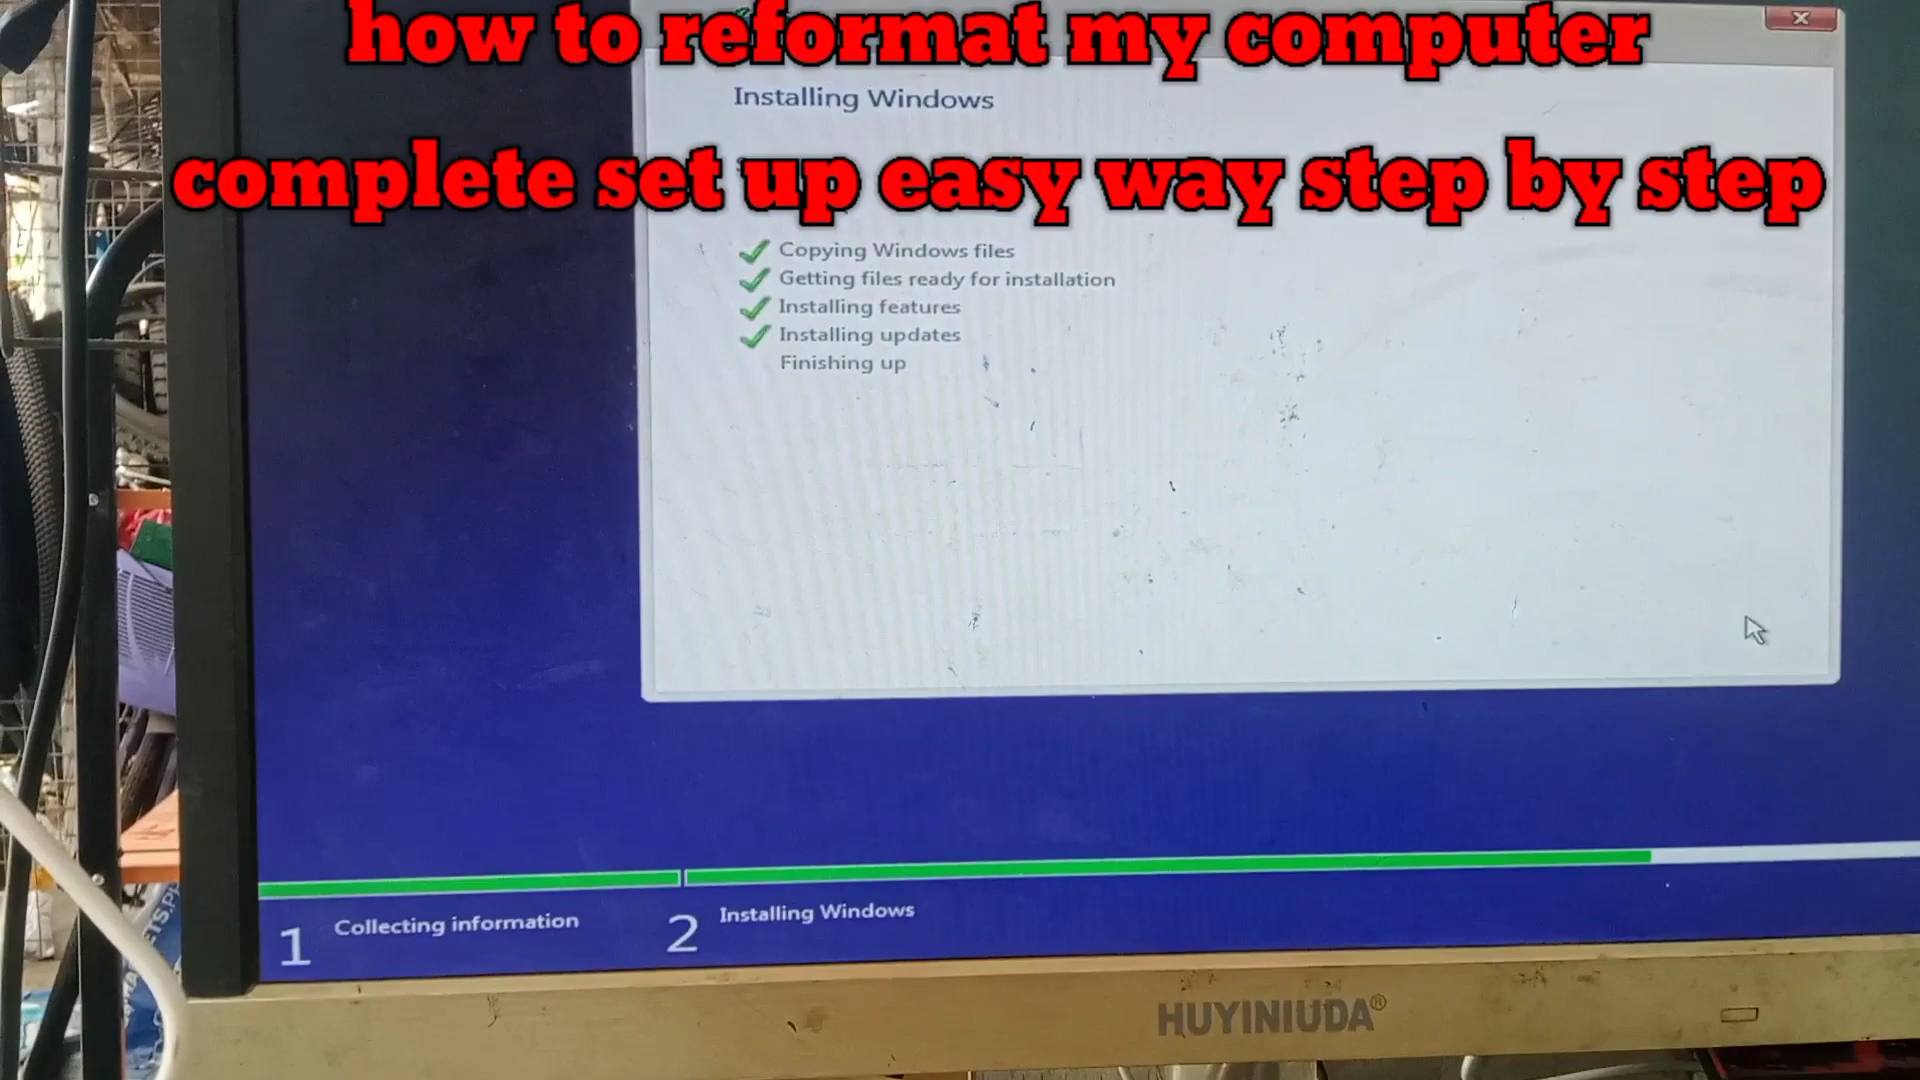 how to reformat my computer
Installing Windows
complete set up easy way step by step
Copying Windows files
Getting files ready for installation
Installing features
Installing updates
Finishing up
1 Collecting information
2 Installing Windows
HUYINIUDA®